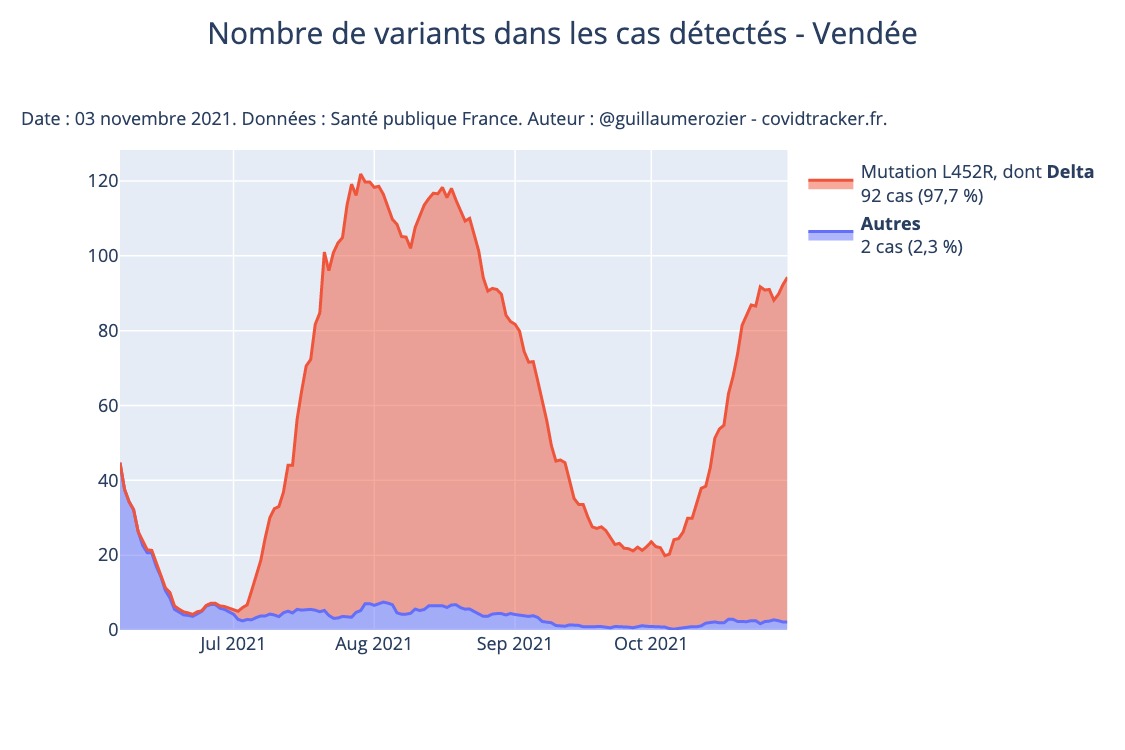 Nombre de variants dans les cas détectés - Vendée
Date : 03 novembre 2021. Données : Santé publique France. Auteur : @guillaumerozier - covidtracker.fr.
Mutation L452R, dont Delta
92 cas (97,7 %)
Autres
2 cas (2,3 %)
120
100
80
60
40
20
0
Jul 2021
Aug 2021
Sep 2021
Oct 2021